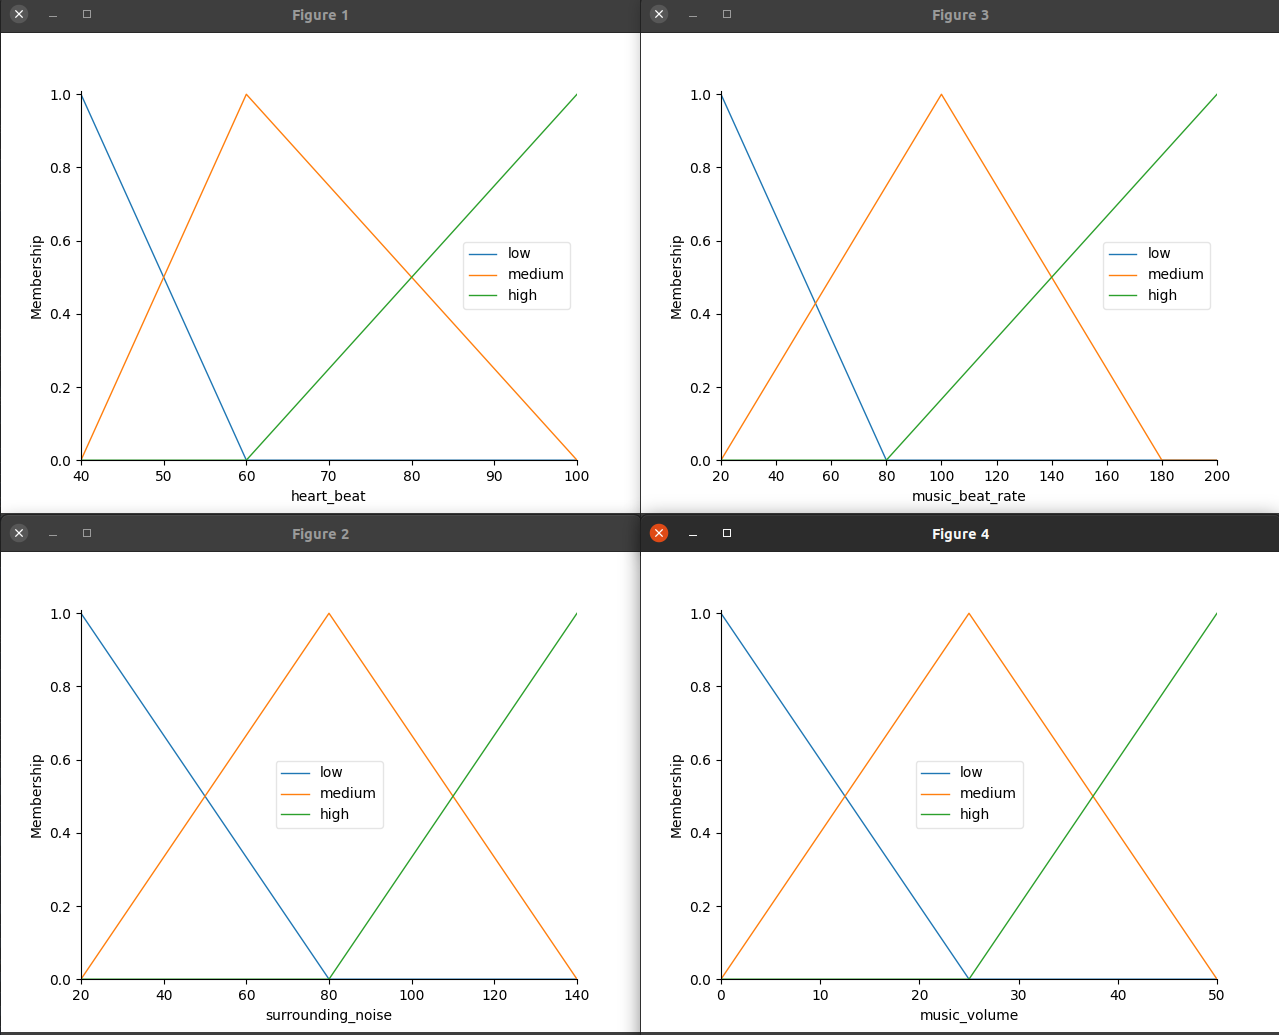 Figure 1
1.0
0.8
0.6
0.4
0.2
0.0
Membership
low
medium
high
40 50 60 70 80 90 100
heart_beat
Figure 3
1.0
0.8
0.6
0.4
0.2
0.0
Membership
low
medium
high
20 40 60 80 100 120 140 160 180 200
music_beat_rate
Figure 2
1.0
0.8
0.6
0.4
0.2
0.0
Membership
low
medium
high
20 40 60 80 100 120 140
surrounding_noise
Figure 4
1.0
0.8
0.6
0.4
0.2
0.0
Membership
low
medium
high
0 10 20 30 40 50
music_volume